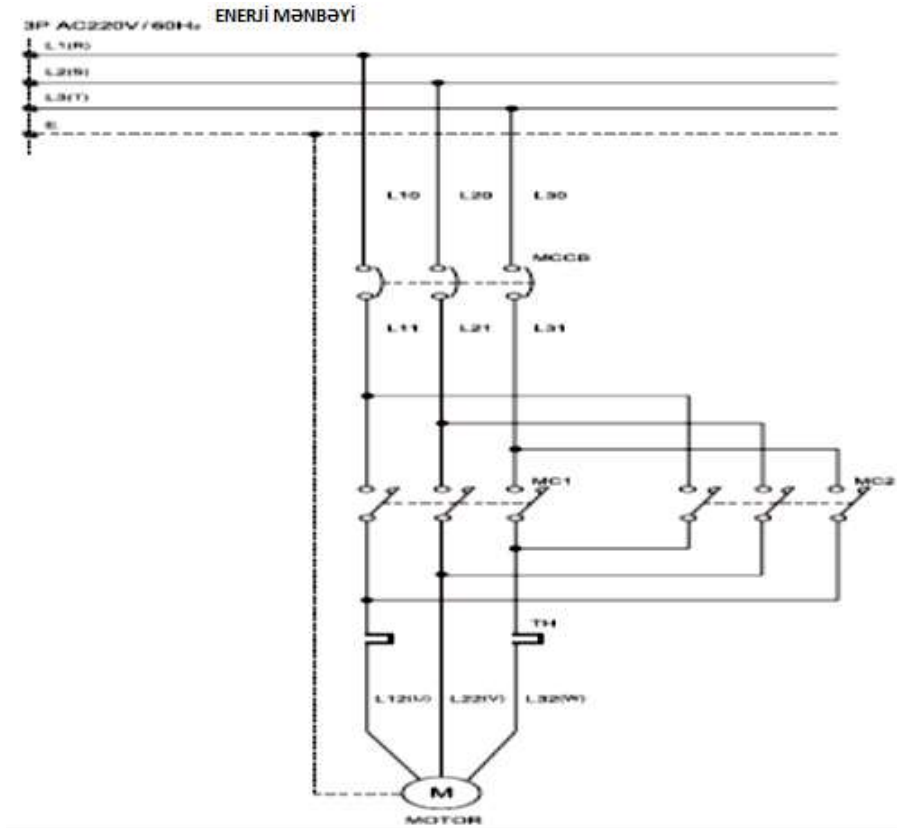 ENERJİ MƏNBƏYİ
3P AC220V/60Hz
L1(R)
L2(S)
L3(T)
E
L10 L20 L30
MCCB
L11 L21 L31
MC1 MC2
TH
L12(U) L22(V) L32(W)
M
MOTOR